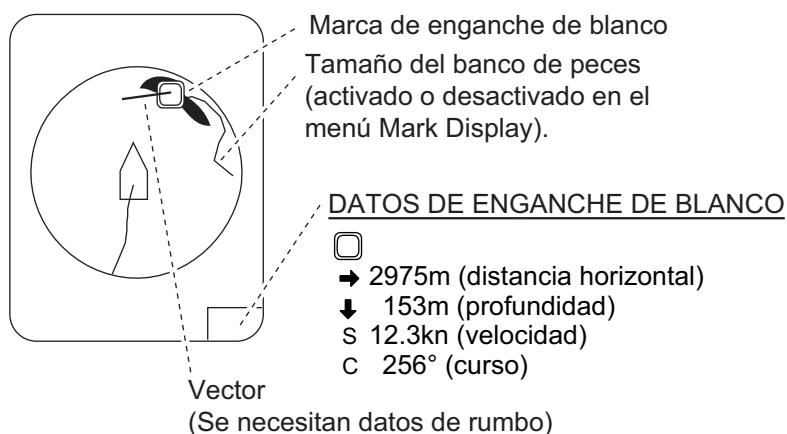 Marca de enganche de blanco
Tamaño del banco de peces
(activado o desactivado en el
menú Mark Display).
DATOS DE ENGANCHE DE BLANCO
2975m (distancia horizontal)
153m (profundidad)
S 12.3kn (velocidad)
C 256° (curso)
Vector
(Se necesitan datos de rumbo)